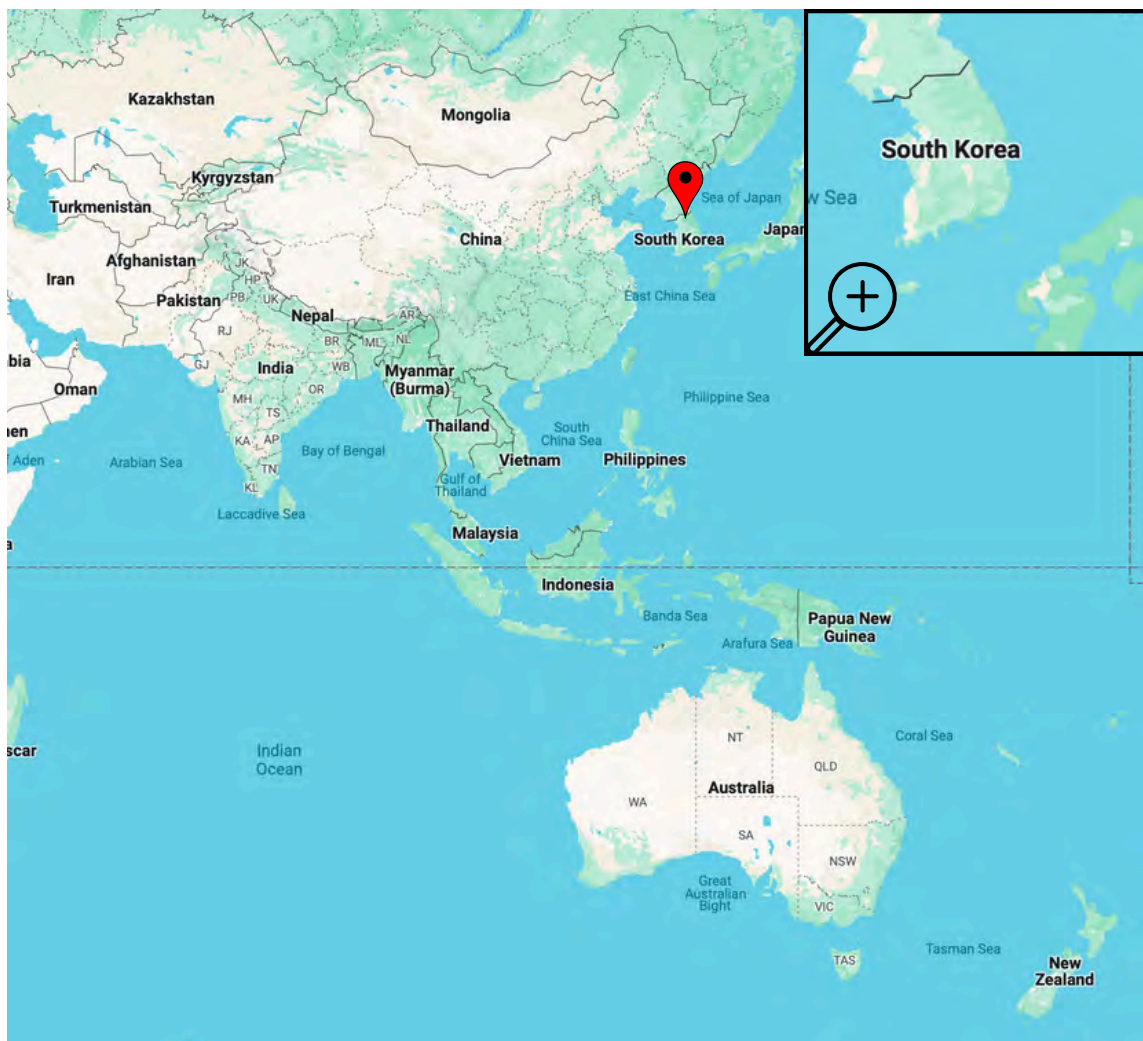 Kazakhstan
Mongolia
South Korea
Kyrgyzstan
Sea of Japan
w Sea
Turkmenistan
China
South Korea
Japan
Afghanistan
JK
Iran
HP
PB
UK
East China Sea
Pakistan
Nepal
AR
RJ
BR
ML
NL
bia
GJ
India
WB
Myanmar
(Burma)
Oman
OR
MH
Philippine Sea
TS
Thailand
South
China Sea
en
KA
AP
Bay of Bengal
f Aden
Arabian Sea
TN
Vietnam
Philippines
KL
Gulf of
Thailand
Laccadive Sea
Malaysia
a
Indonesia
Banda Sea
Papua New
Guinea
Arafura Sea
scar
Indian
Ocean
NT
Coral Sea
QLD
Australia
WA
SA
NSW
Great
Australian
Bight
VIC
Tasman Sea
TAS
New
Zealand